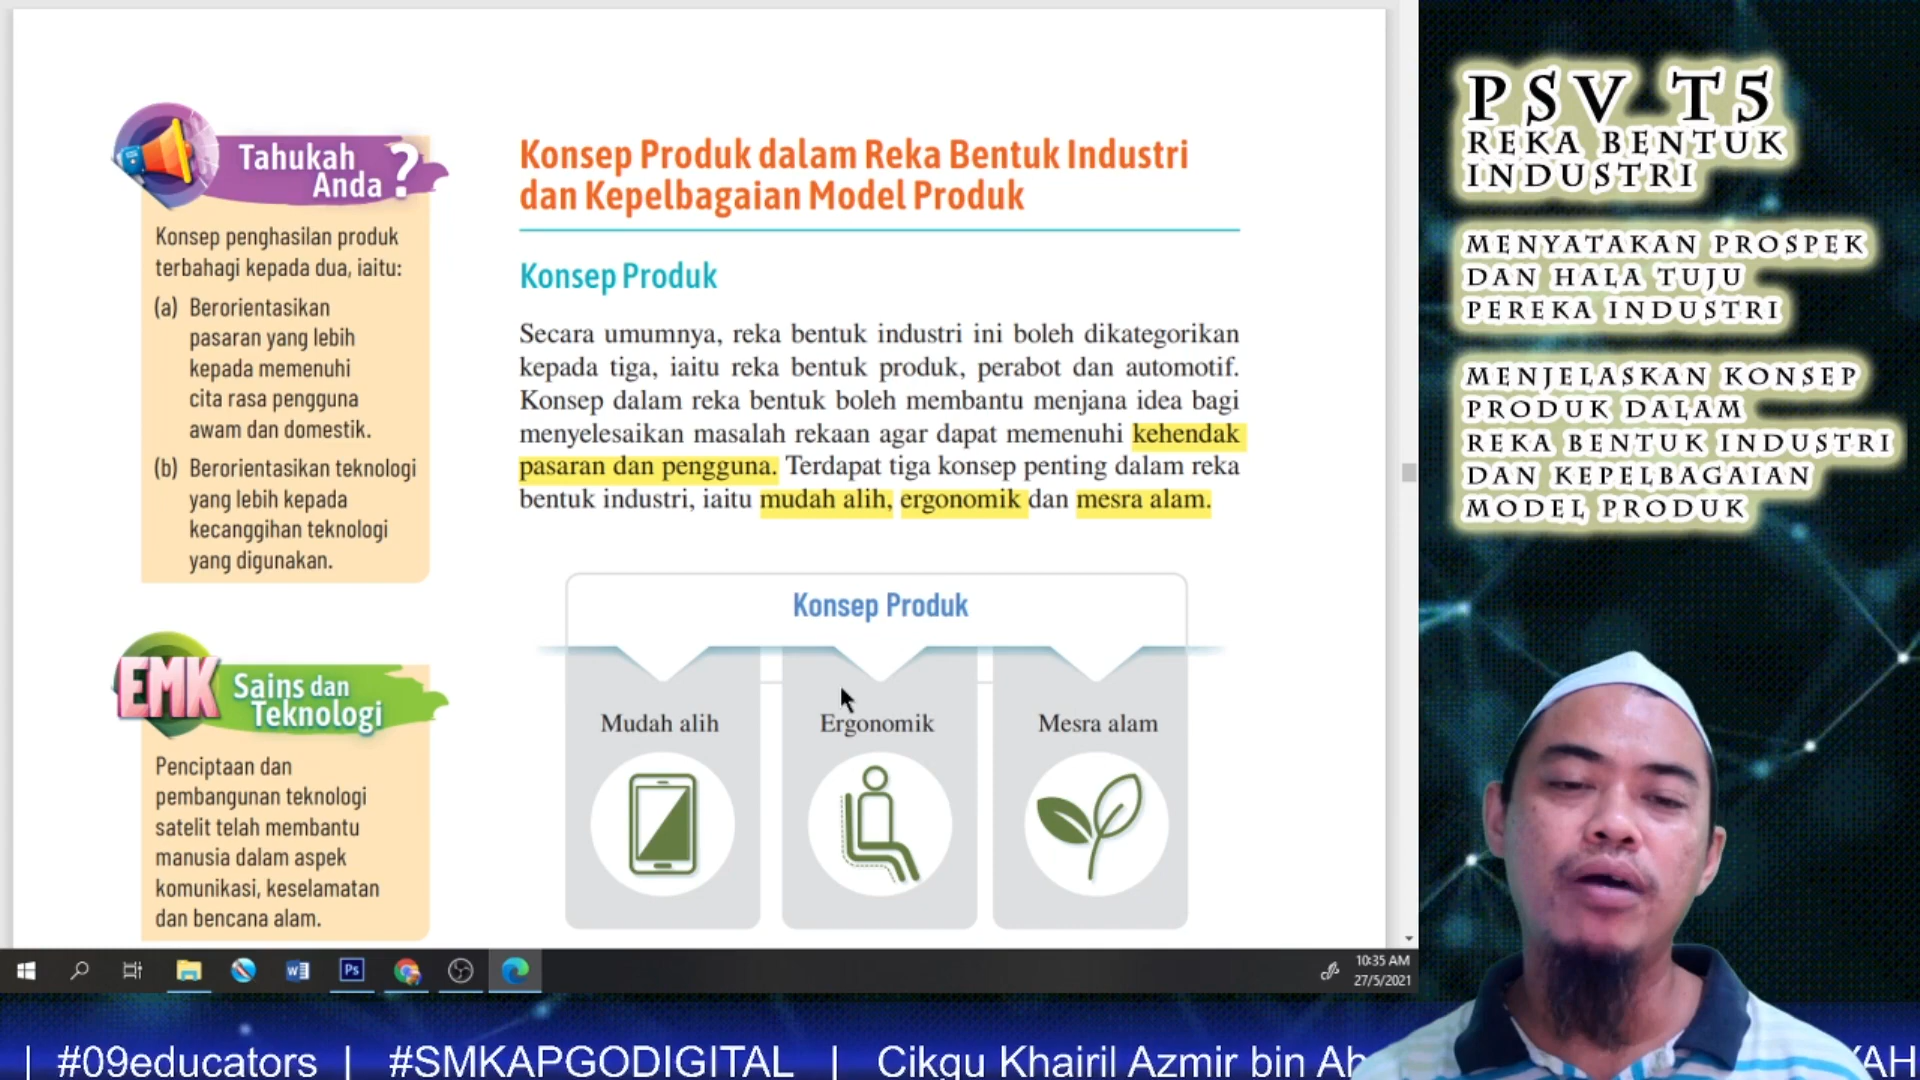 Tahukah
Anda ?
Konsep penghasilan produk
terbahagi kepada dua, iaitu:
(a) Berorientasikan
pasaran yang lebih
kepada memenuhi
cita rasa pengguna
awam dan domestik.
(b) Berorientasikan teknologi
yang lebih kepada
kecanggihan teknologi
yang digunakan.
EMK Sains dan
Teknologi
Penciptaan dan
pembangunan teknologi
satelit telah membantu
manusia dalam aspek
komunikasi, keselamatan
dan bencana alam.
Konsep Produk dalam Reka Bentuk Industri
dan Kepelbagaian Model Produk
Konsep Produk
Secara umumnya, reka bentuk industri ini boleh dikategorikan
kepada tiga, iaitu reka bentuk produk, perabot dan automotif.
Konsep dalam reka bentuk boleh membantu menjana idea bagi
menyelesaikan masalah rekaan agar dapat memenuhi kehendak
pasaran dan pengguna. Terdapat tiga konsep penting dalam reka
bentuk industri, iaitu mudah alih, ergonomik dan mesra alam.
Konsep Produk
Mudah alih
Ergonomik
Mesra alam
Ps
10:35 AM
27/5/2021
PSV T5
REKA BENTUK
INDUSTRI
MENYATAKAN PROSPEK
DAN HALA TUJU
PEREKA INDUSTRI
MENJELASKAN KONSEP
PRODUK DALAM
REKA BENTUK INDUSTRI
DAN KEPELBAGAIAN
MODEL PRODUK
| #09educators | #SMKAPGODIGITAL | Cikgu Khairil Azmir bin Ab